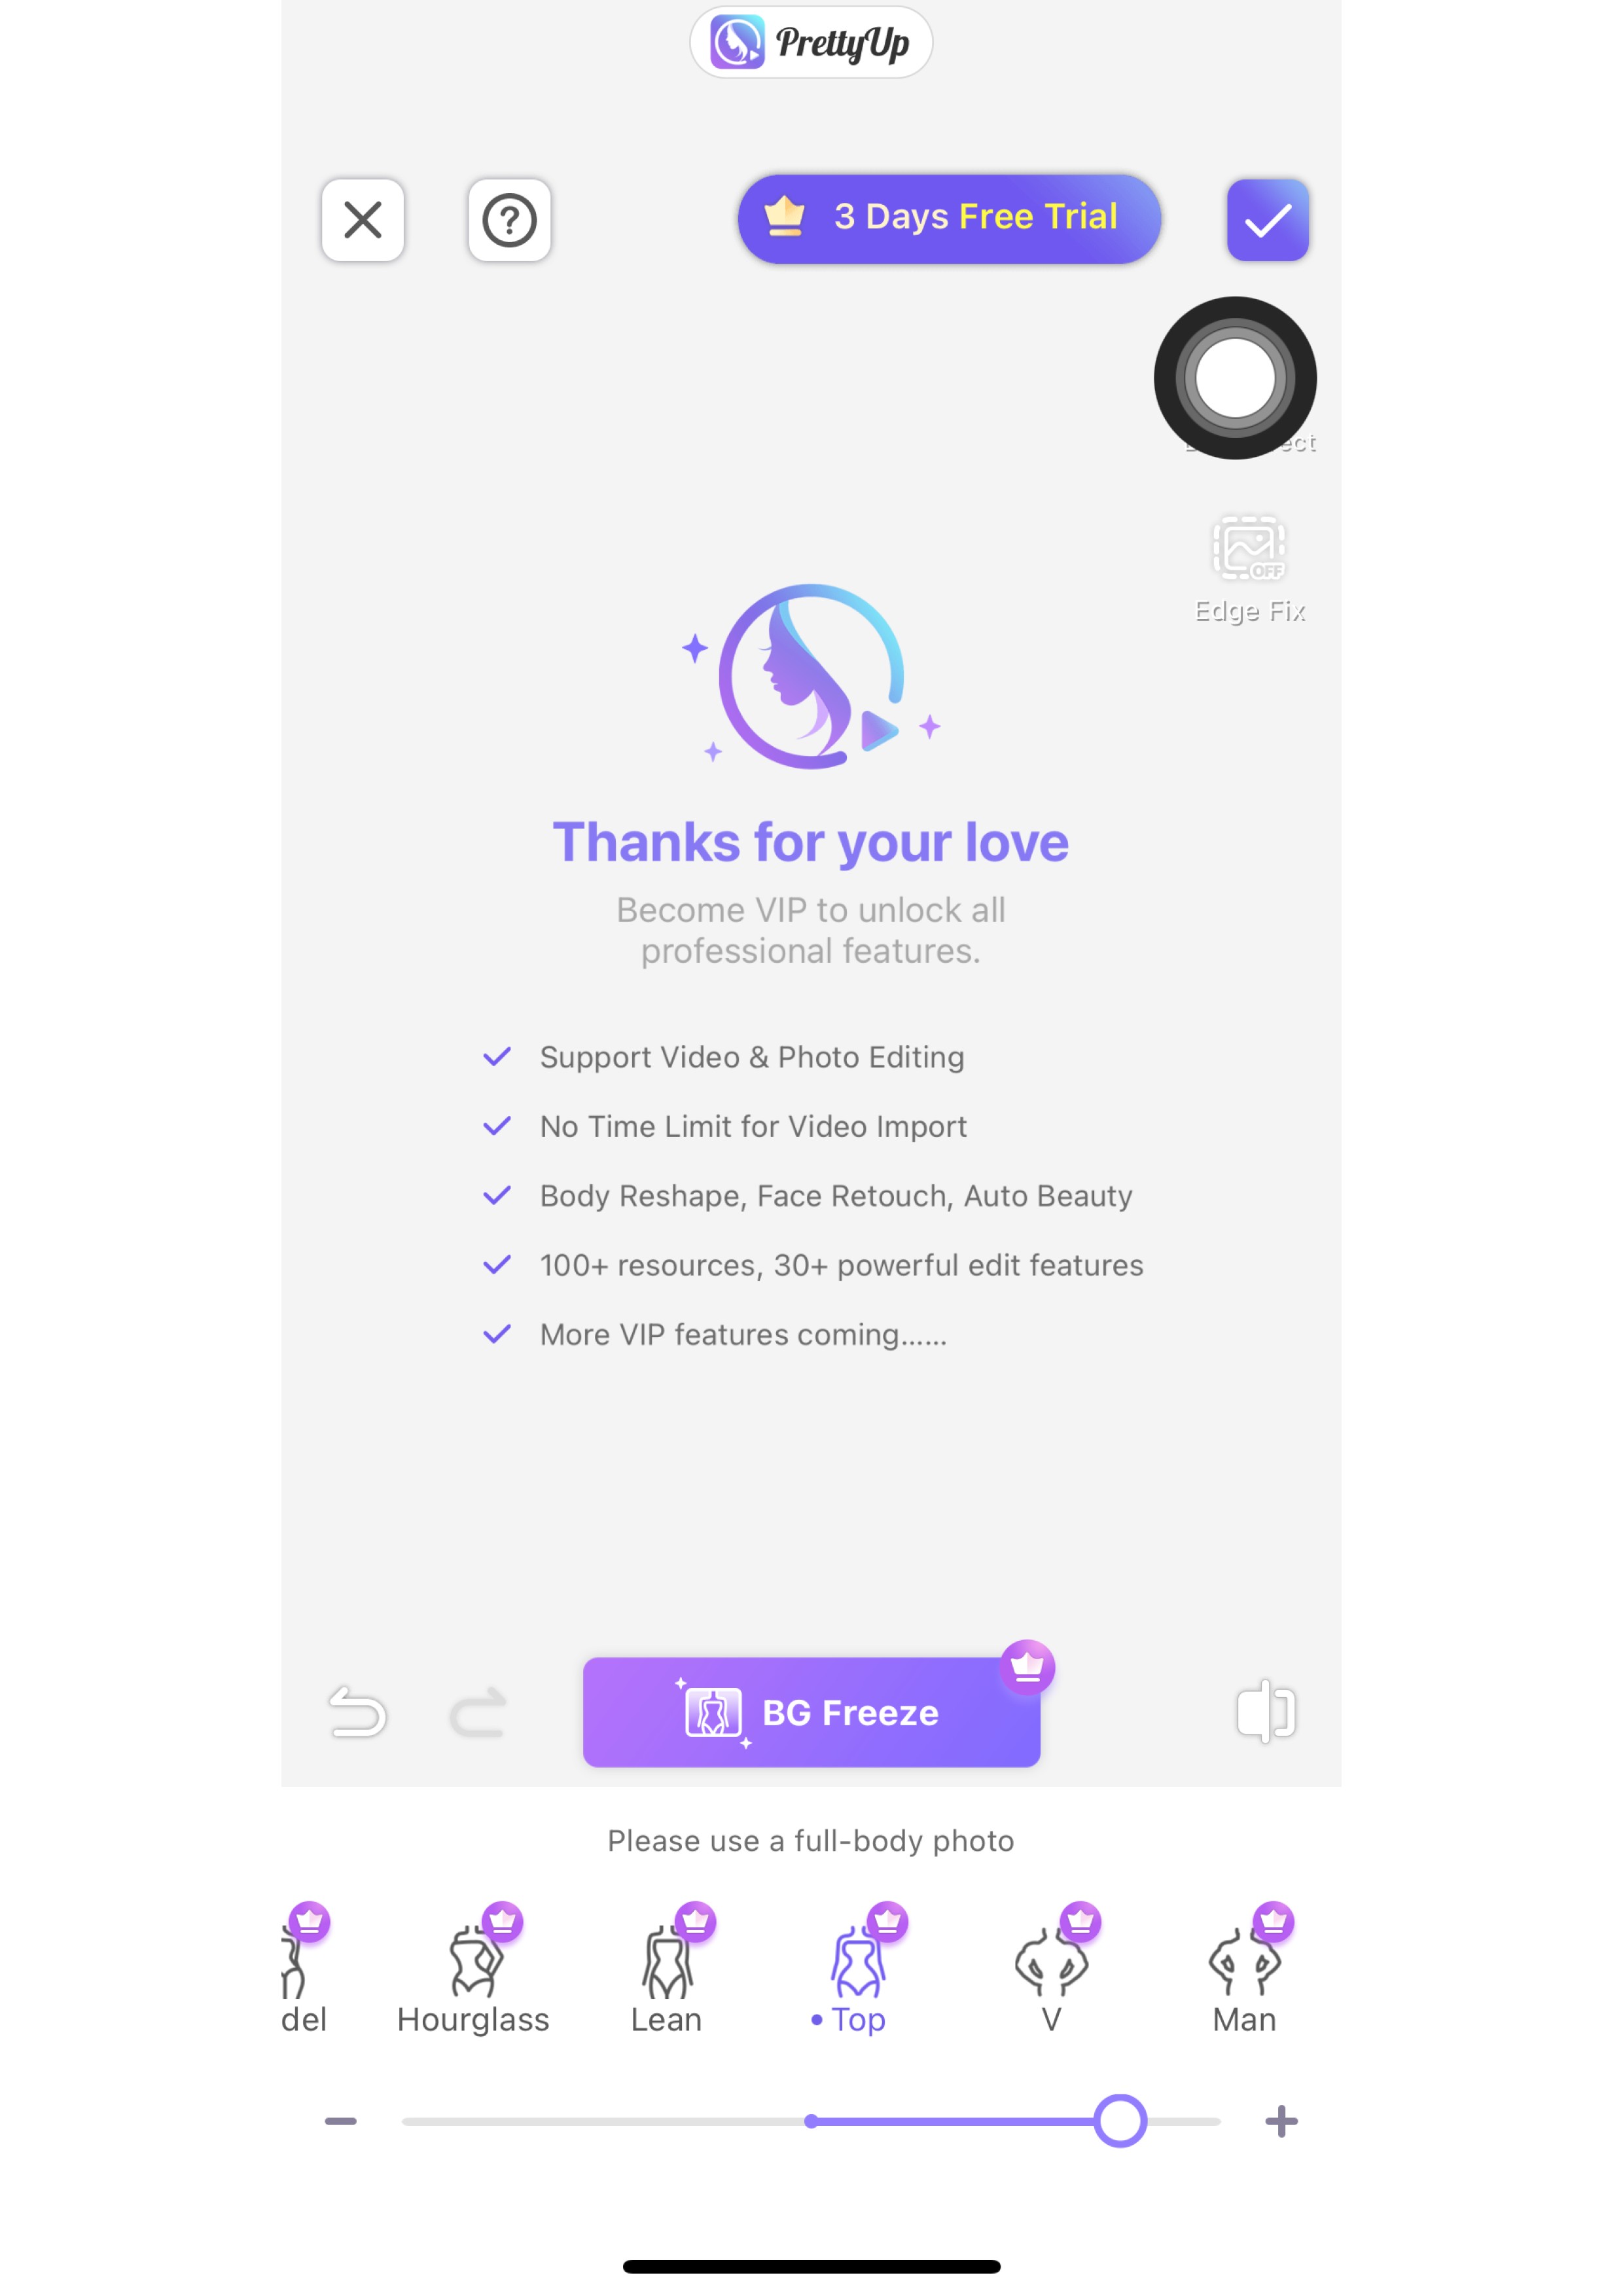 PrettyUp
3 Days Free Trial
OFF
Edge Fix
Thanks for your love
Become VIP to unlock all
professional features.
Support Video & Photo Editing
No Time Limit for Video Import
Body Reshape, Face Retouch, Auto Beauty
100+ resources, 30+ powerful edit features
More VIP features coming......
BG Freeze
Please use a full-body photo
del Hourglass Lean Top V Man